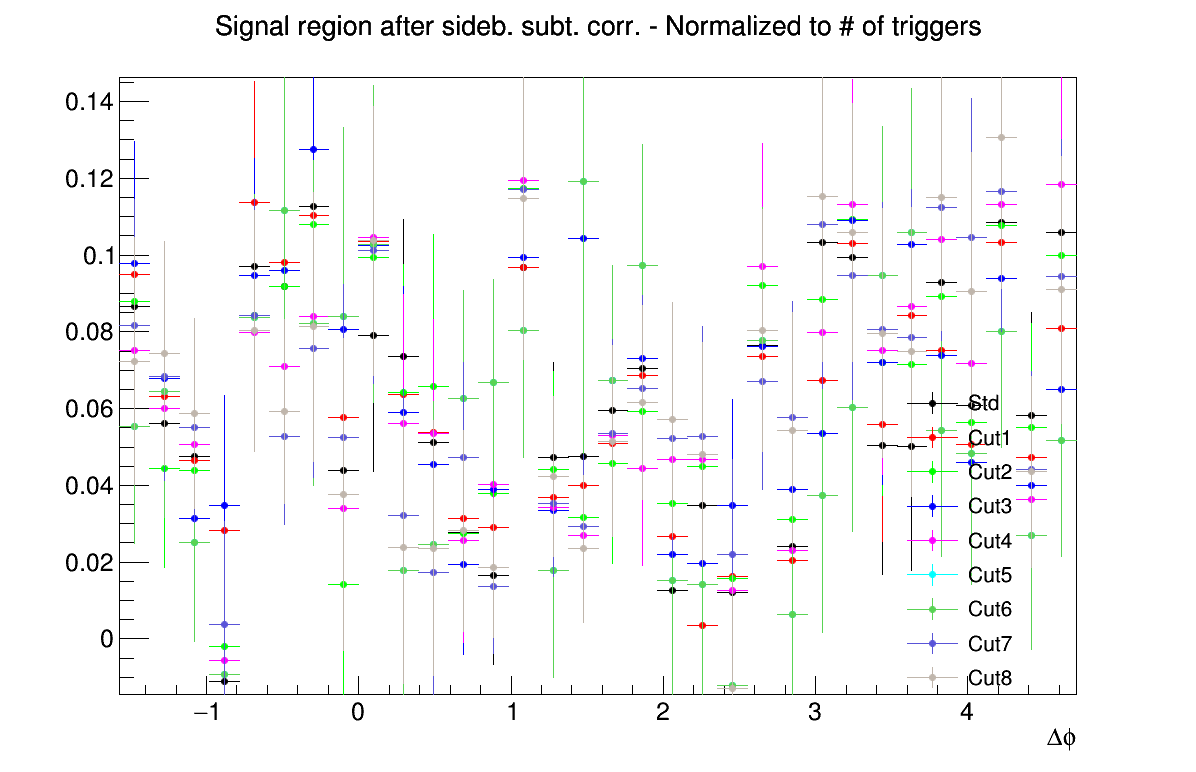 Signal region after sideb. subt. corr. - Normalized to # of triggers
0.14
0.12
0.1
0.08
0.06
0.04
0.02
0
Std
Cut1
Cut2
Cut3
Cut4
Cut5
Cut6
Cut7
Cut8
−1 0 1 2 3 4
Δϕ